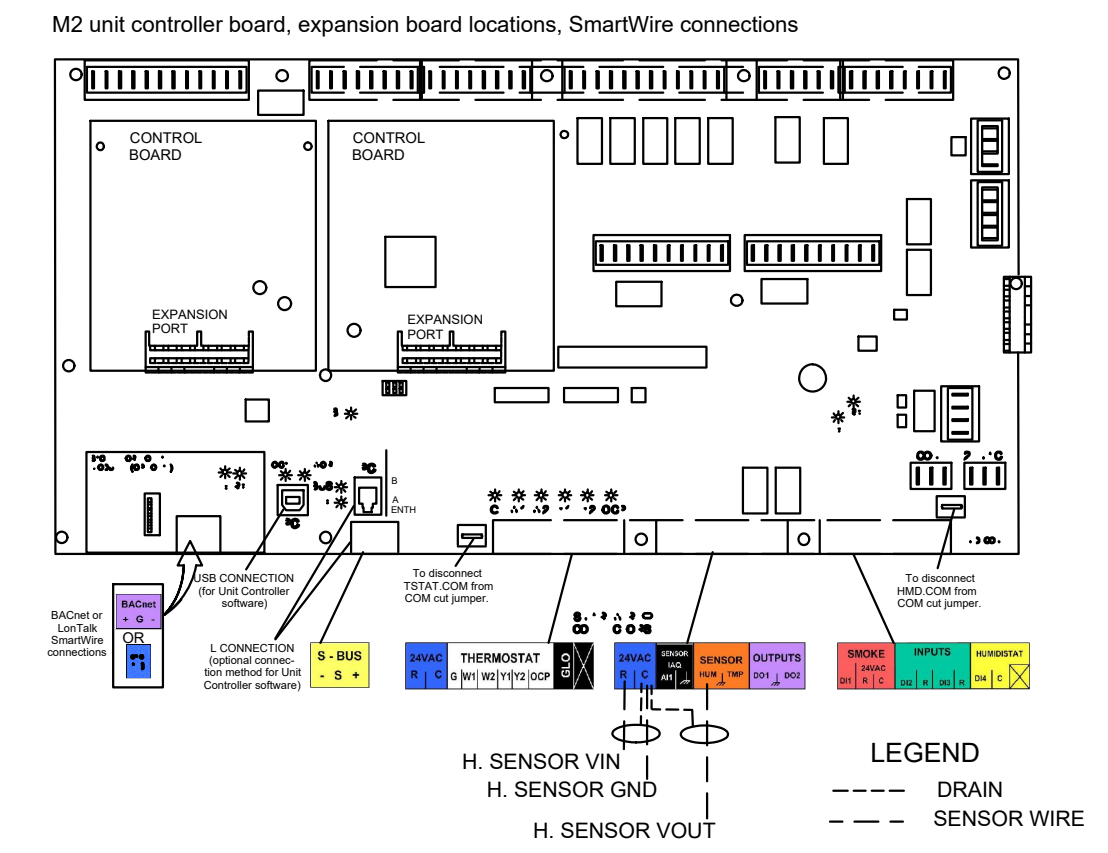 M2 unit controller board, expansion board locations, SmartWire connections
CONTROL
BOARD
CONTROL
BOARD
EXPANSION
PORT
EXPANSION
PORT
B
A
ENTH
USB CONNECTION
(for Unit Controller
software)
To disconnect
TSTAT.COM from
COM cut jumper.
To disconnect
HMD.COM from
COM cut jumper.
BACnet or
LonTalk
SmartWire
connections
BACnet
+ G -
OR
L CONNECTION
(optional connec-
tion method for Unit
Controller software)
S - BUS
- S +
24VAC
R C
THERMOSTAT
G W1 W2 Y1 Y2 OCP
GLO
24VAC
R C
SENSOR
IAQ
AI1
SENSOR
HUM TMP
OUTPUTS
DO1 DO2
SMOKE
24VAC
DI1 R C
INPUTS
DI2 R DI3 R
HUMIDISTAT
DI4 C
H. SENSOR VIN
H. SENSOR GND
H. SENSOR VOUT
LEGEND
DRAIN
SENSOR WIRE